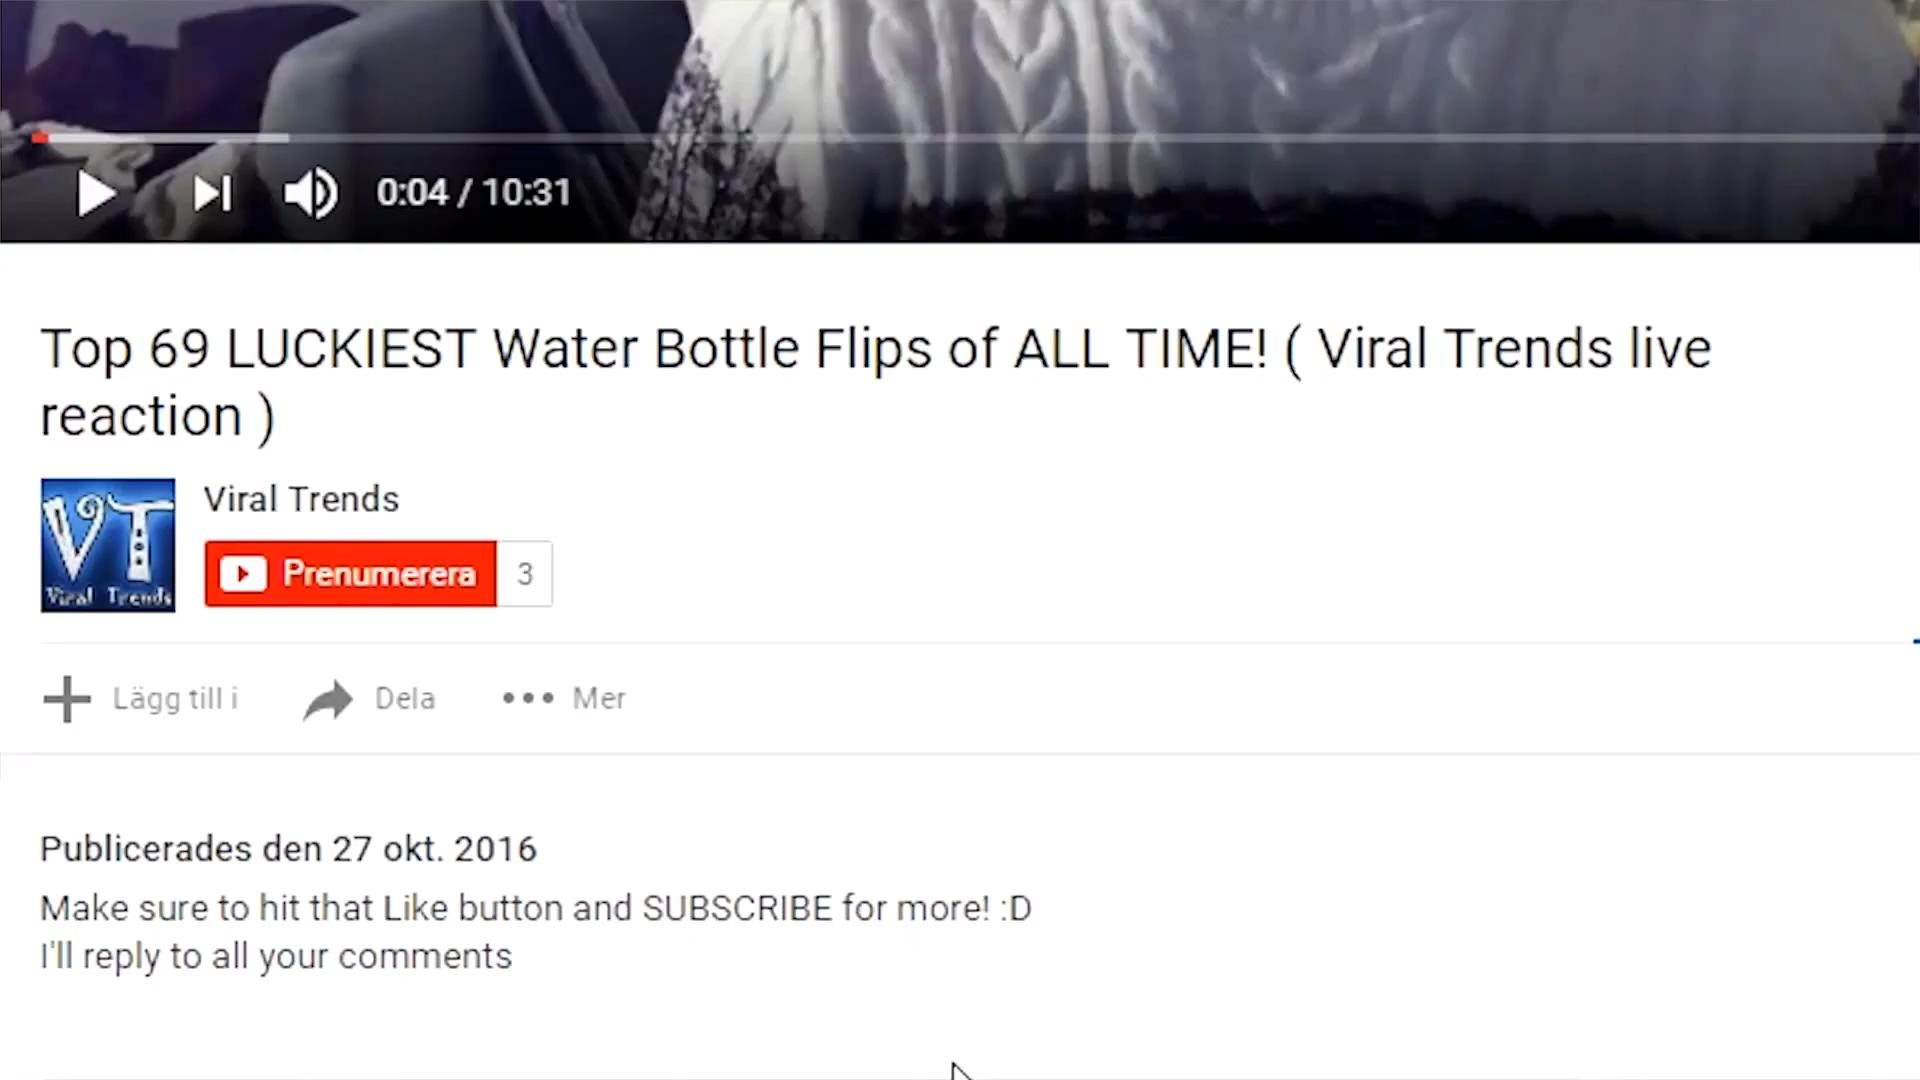 0:04 / 10:31
Top 69 LUCKIEST Water Bottle Flips of ALL TIME! ( Viral Trends live
reaction )
VT
Viral Trends
Viral Trends
Prenumerera 3
Lägg till i Dela Mer
Publicerades den 27 okt. 2016
Make sure to hit that Like button and SUBSCRIBE for more! :D
I'll reply to all your comments